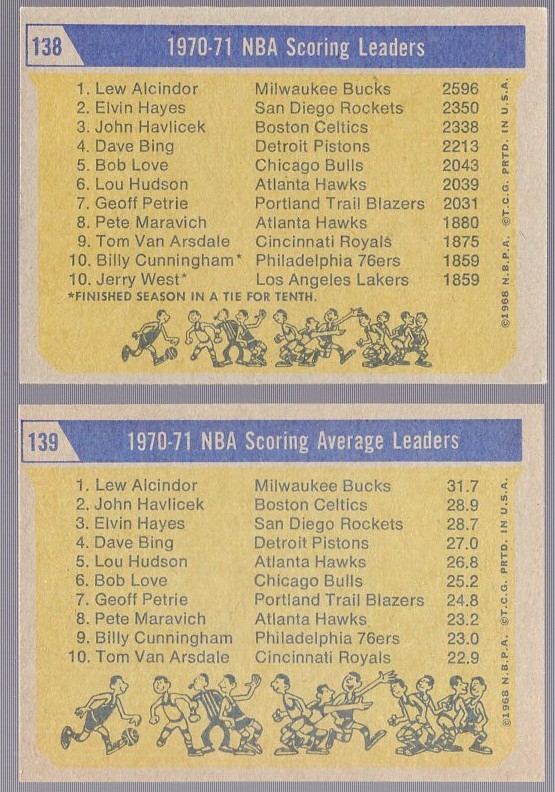 138 1970-71 NBA Scoring Leaders
1. Lew Alcindor Milwaukee Bucks 2596
2. Elvin Hayes San Diego Rockets 2350
3. John Havlicek Boston Celtics 2338
4. Dave Bing Detroit Pistons 2213
5. Bob Love Chicago Bulls 2043
6. Lou Hudson Atlanta Hawks 2039
7. Geoff Petrie Portland Trail Blazers 2031
8. Pete Maravich Atlanta Hawks 1880
9. Tom Van Arsdale Cincinnati Royals 1875
10. Billy Cunningham* Philadelphia 76ers 1859
10. Jerry West* Los Angeles Lakers 1859
*FINISHED SEASON IN A TIE FOR TENTH.
©1968 N.B.P.A. ©T.C.G. PRTD. IN U.S.A.
139 1970-71 NBA Scoring Average Leaders
1. Lew Alcindor Milwaukee Bucks 31.7
2. John Havlicek Boston Celtics 28.9
3. Elvin Hayes San Diego Rockets 28.7
4. Dave Bing Detroit Pistons 27.0
5. Lou Hudson Atlanta Hawks 26.8
6. Bob Love Chicago Bulls 25.2
7. Geoff Petrie Portland Trail Blazers 24.8
8. Pete Maravich Atlanta Hawks 23.2
9. Billy Cunningham Philadelphia 76ers 23.0
10. Tom Van Arsdale Cincinnati Royals 22.9
©1968 N.B.P.A. ©T.C.G. PRTD. IN U.S.A.